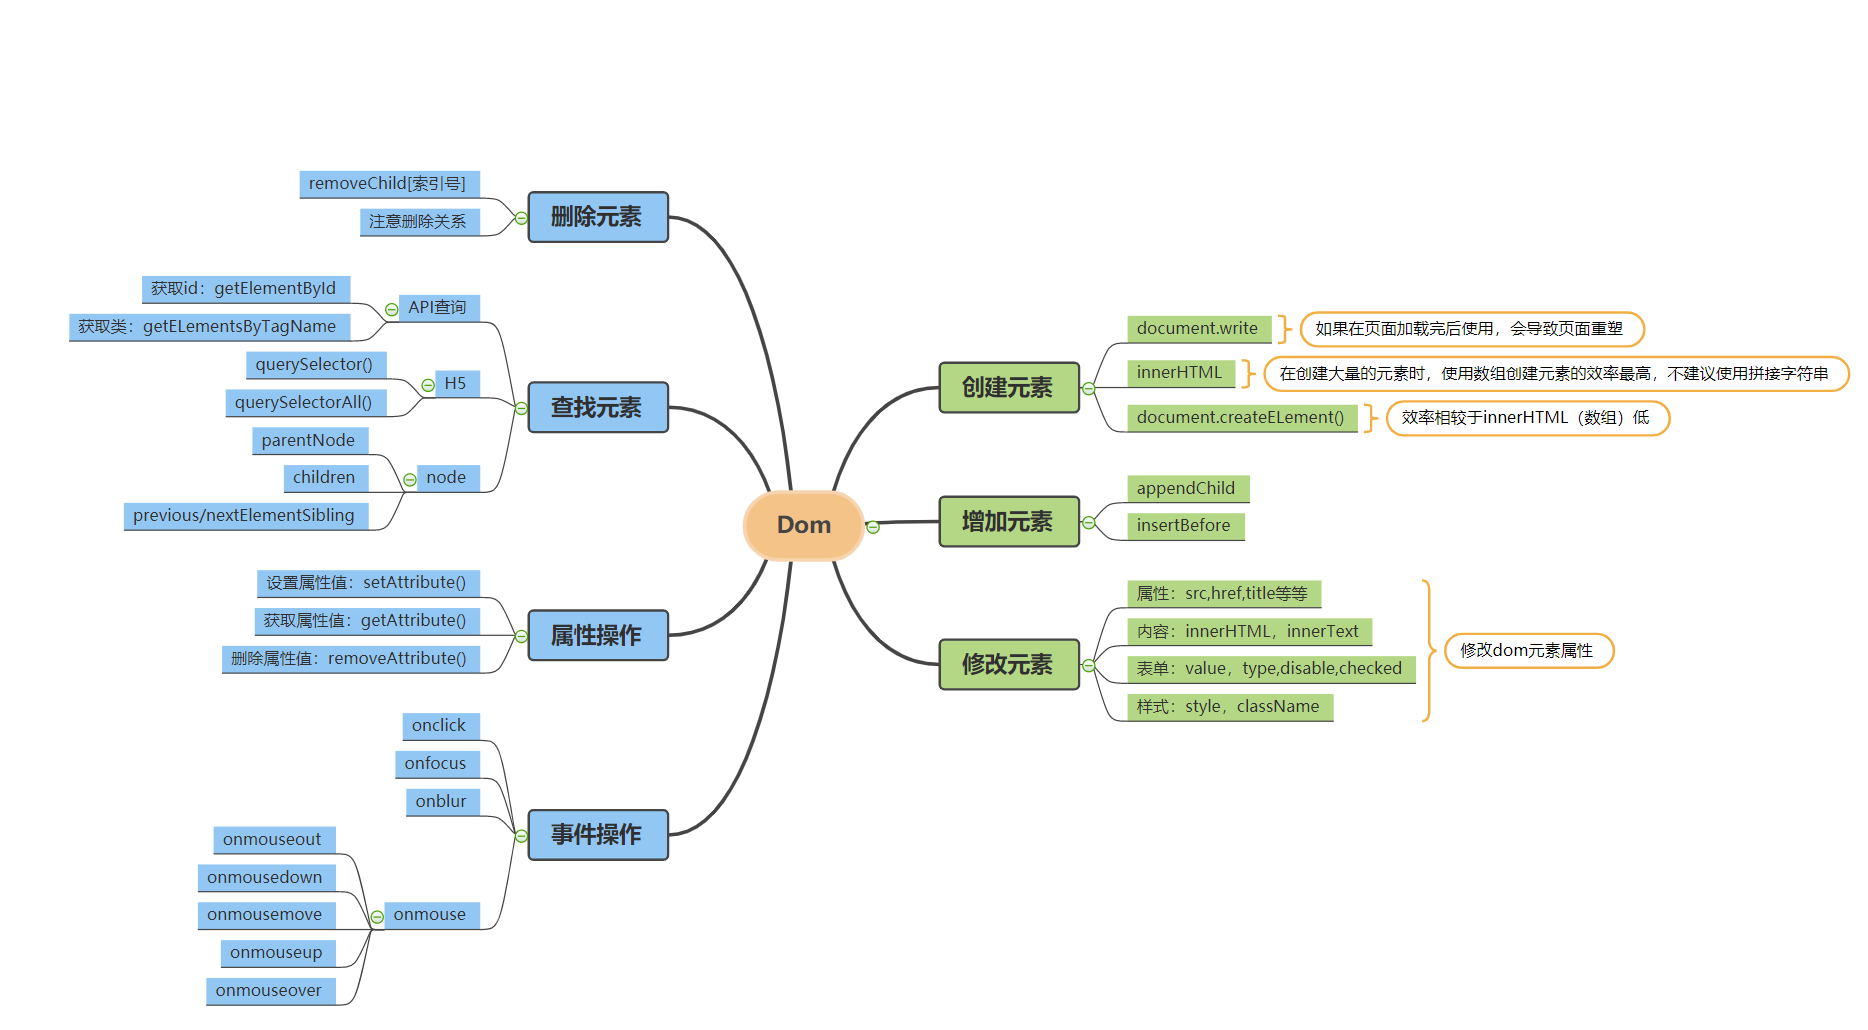 Dom
删除元素
removeChild[索引号]
注意删除关系
查找元素
API查询
获取id：getElementById
获取类：getELementsByTagName
H5
querySelector()
querySelectorAll()
node
parentNode
children
previous/nextElementSibling
属性操作
设置属性值：setAttribute()
获取属性值：getAttribute()
删除属性值：removeAttribute()
事件操作
onclick
onfocus
onblur
onmouse
onmouseout
onmousedown
onmousemove
onmouseup
onmouseover
创建元素
document.write
如果在页面加载完后使用，会导致页面重塑
innerHTML
在创建大量的元素时，使用数组创建元素的效率最高，不建议使用拼接字符串
document.createELement()
效率相较于innerHTML（数组）低
增加元素
appendChild
insertBefore
修改元素
属性：src,href,title等等
内容：innerHTML，innerText
表单：value，type,disable,checked
样式：style，className
修改dom元素属性